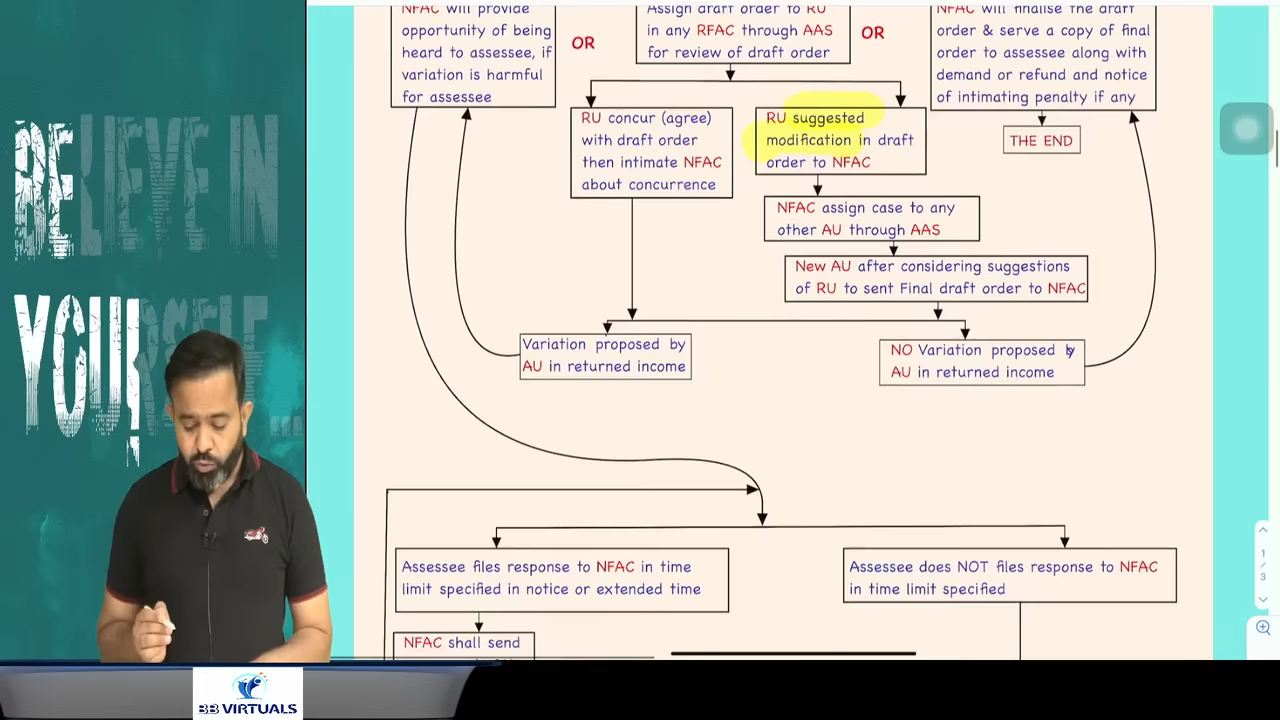 BELIEVE IN
YOURSELF...
NFAC will provide
opportunity of being
heard to assessee, if
variation is harmful
for assessee
OR
Assign draft order to RU
in any RFAC through AAS
for review of draft order
OR
NFAC will finalise the draft
order & serve a copy of final
order to assessee along with
demand or refund and notice
of intimating penalty if any
THE END
RU concur (agree)
with draft order
then intimate NFAC
about concurrence
RU suggested
modification in draft
order to NFAC
NFAC assign case to any
other AU through AAS
New AU after considering suggestions
of RU to sent Final draft order to NFAC
Variation proposed by
AU in returned income
NO Variation proposed by
AU in returned income
Assessee files response to NFAC in time
limit specified in notice or extended time
Assessee does NOT files response to NFAC
in time limit specified
NFAC shall send
1
/
3
BB VIRTUALS